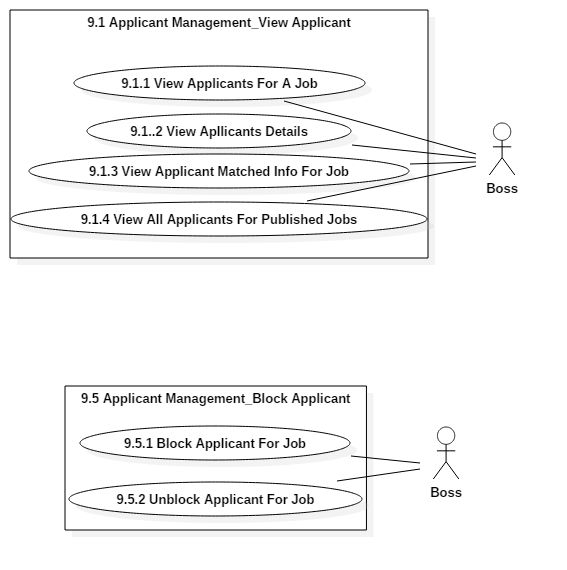 9.1 Applicant Management_View Applicant
9.1.1 View Applicants For A Job
9.1..2 View Apllicants Details
9.1.3 View Applicant Matched Info For Job
9.1.4 View All Applicants For Published Jobs
Boss
9.5 Applicant Management_Block Applicant
9.5.1 Block Applicant For Job
9.5.2 Unblock Applicant For Job
Boss